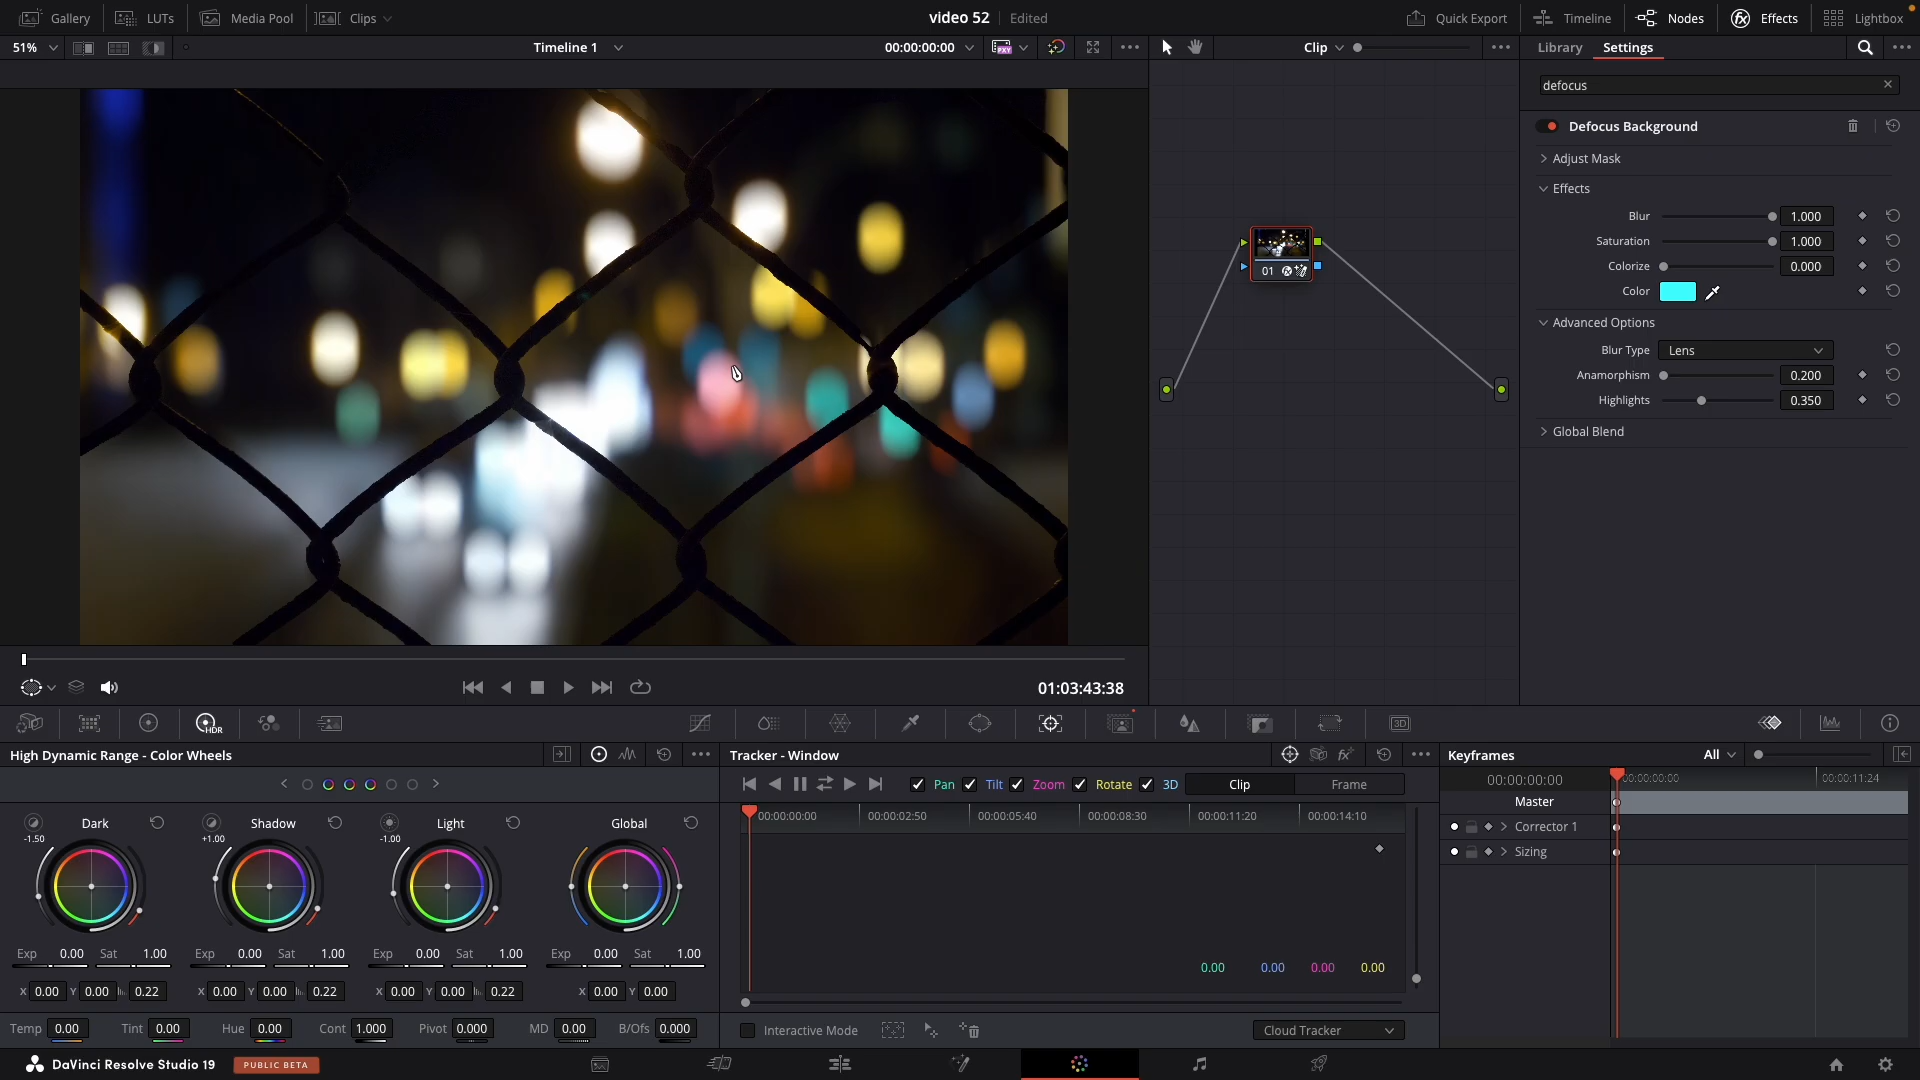 Gallery LUTs Media Pool Clips video 52 Edited Quick Export Timeline Nodes Effects Lightbox
51% Timeline 1 00:00:00:00 PXY Clip Library Settings
defocus
Defocus Background
Adjust Mask
Effects
Blur 1.000
Saturation 1.000
Colorize 0.000
Color
01
Advanced Options
Blur Type Lens
Anamorphism 0.200
Highlights 0.350
Global Blend
01:03:43:38
HDR 3D
High Dynamic Range - Color Wheels Tracker - Window Keyframes All
Pan Tilt Zoom Rotate 3D Clip Frame 00:00:00:00 00:00:00:00 00:00:11:24
Master
00:00:00:00 00:00:02:50 00:00:05:40 00:00:08:30 00:00:11:20 00:00:14:10
Dark Shadow Light Global
-1.50 +1.00 -1.00
Corrector 1
Sizing
Exp 0.00 Sat 1.00 Exp 0.00 Sat 1.00 Exp 0.00 Sat 1.00 Exp 0.00 Sat 1.00
0.00 0.00 0.00 0.00
X 0.00 Y 0.00 0.22 X 0.00 Y 0.00 0.22 X 0.00 Y 0.00 0.22 X 0.00 Y 0.00
Temp 0.00 Tint 0.00 Hue 0.00 Cont 1.000 Pivot 0.000 MD 0.00 B/Ofs 0.000
Interactive Mode Cloud Tracker
DaVinci Resolve Studio 19 PUBLIC BETA